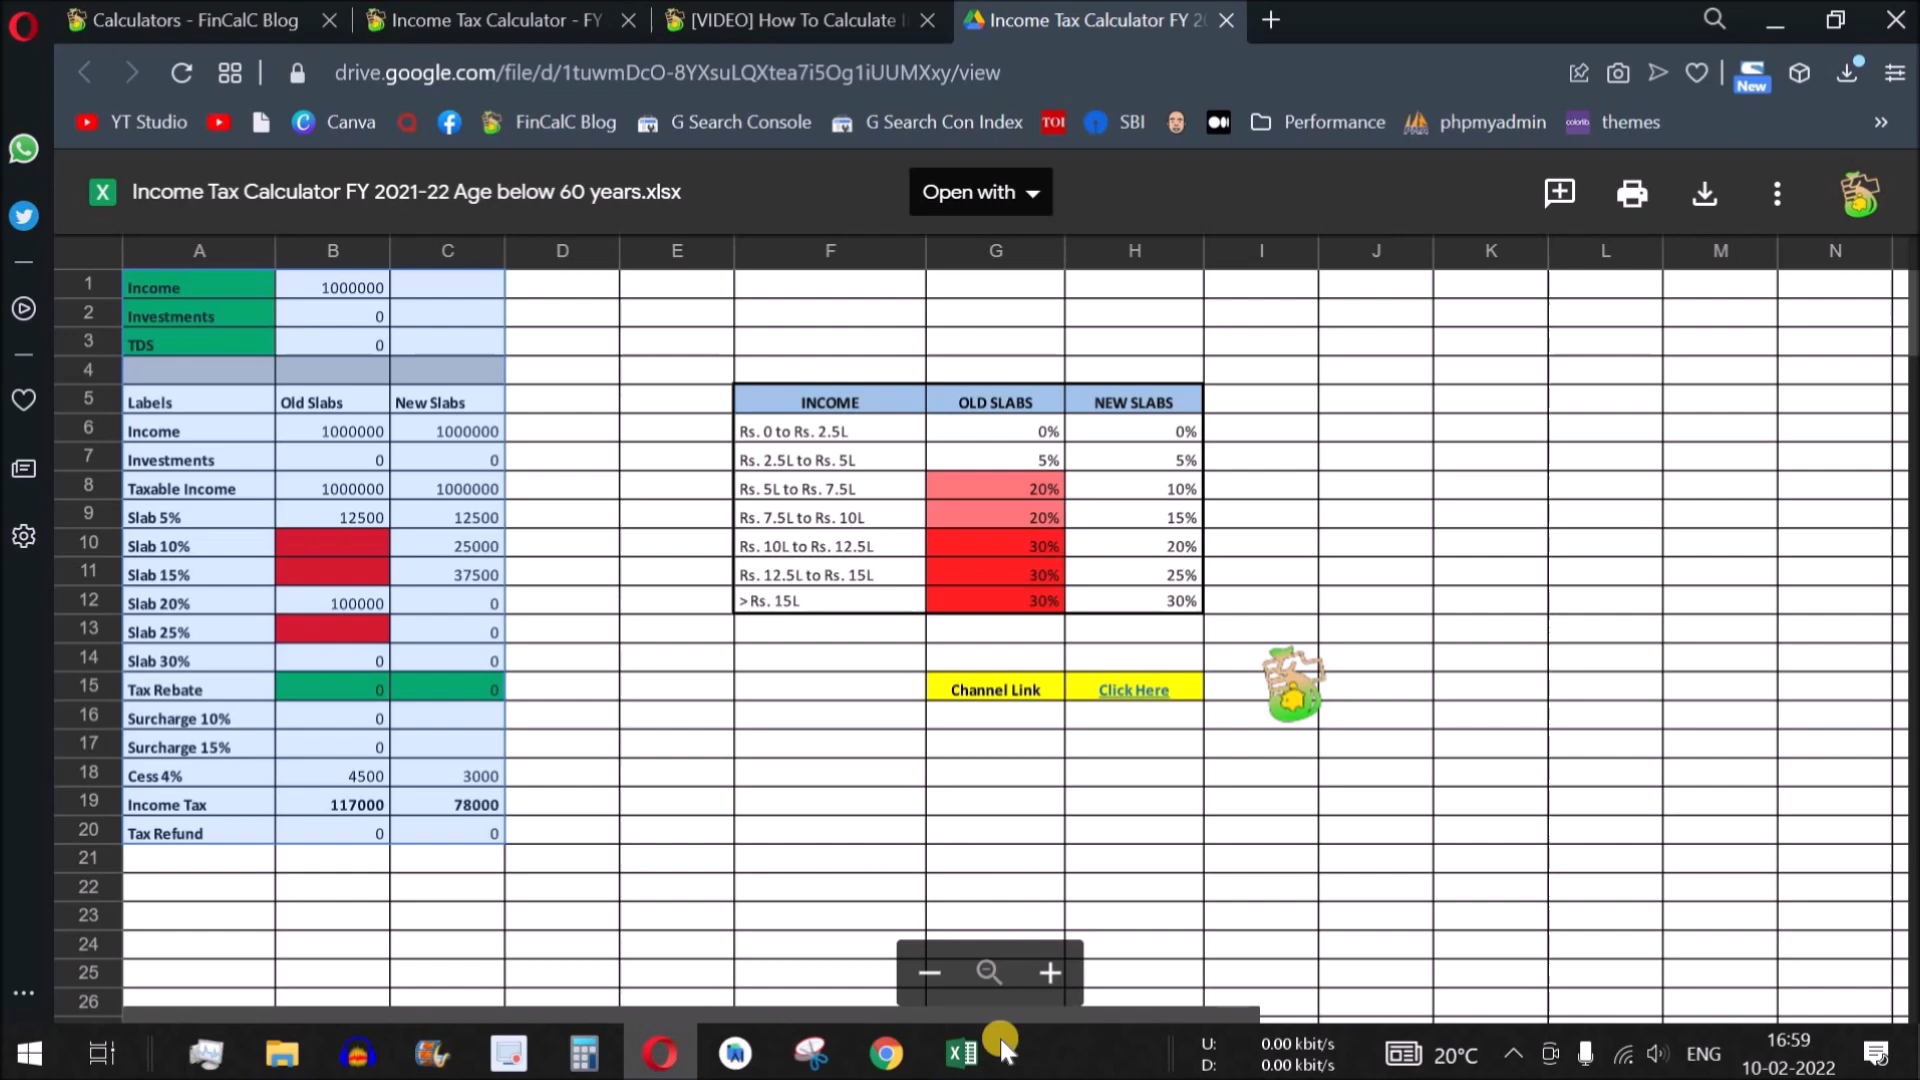 Calculators - FinCalC Blog
Income Tax Calculator - FY
[VIDEO] How To Calculate
Income Tax Calculator FY 2
drive.google.com/file/d/1tuwmDcO-8YXsuLQXtea7i5Og1iUUMXxy/view
New
YT Studio
Canva
FinCalC Blog
G Search Console
G Search Con Index
TOI
SBI
Performance
phpmyadmin
themes
Income Tax Calculator FY 2021-22 Age below 60 years.xlsx
Open with
A B C D E F G H I J K L M N
1 Income 1000000
2 Investments 0
3 TDS 0
4
5 Labels Old Slabs New Slabs INCOME OLD SLABS NEW SLABS
6 Income 1000000 1000000 Rs. 0 to Rs. 2.5L 0% 0%
7 Investments 0 0 Rs. 2.5L to Rs. 5L 5% 5%
8 Taxable Income 1000000 1000000 Rs. 5L to Rs. 7.5L 20% 10%
9 Slab 5% 12500 12500 Rs. 7.5L to Rs. 10L 20% 15%
10 Slab 10% 25000 Rs. 10L to Rs. 12.5L 30% 20%
11 Slab 15% 37500 Rs. 12.5L to Rs. 15L 30% 25%
12 Slab 20% 100000 0 > Rs. 15L 30% 30%
13 Slab 25% 0
14 Slab 30% 0 0
15 Tax Rebate 0 0 Channel Link Click Here
16 Surcharge 10% 0
17 Surcharge 15% 0
18 Cess 4% 4500 3000
19 Income Tax 117000 78000
20 Tax Refund 0 0
21
22
23
24
25
26
U: 0.00 kbit/s
D: 0.00 kbit/s
20°C
ENG
16:59
10-02-2022